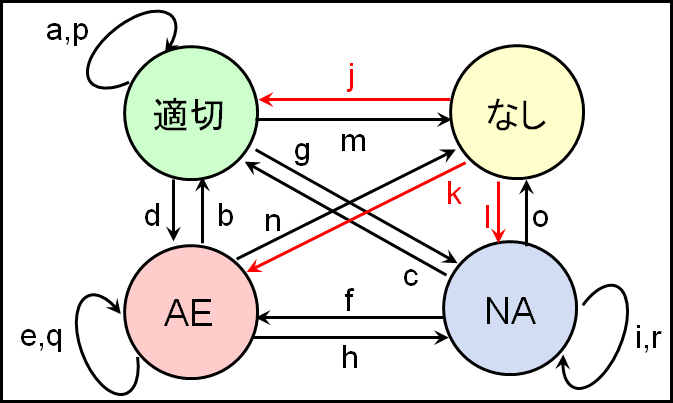 a,p
j
適切
なし
m
g
k
d
b
n
l
o
c
f
AE
NA
e,q
h
i,r